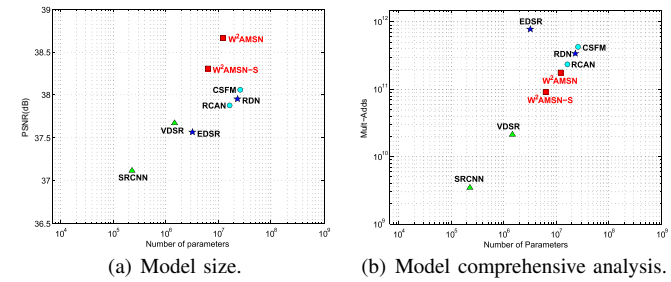 39
38.5
38
37.5
37
36.5
PSNR(dB)
W²AMSN
W²AMSN-S
CSFM
RCAN
RDN
VDSR
EDSR
SRCNN
10⁴ 10⁵ 10⁶ 10⁷ 10⁸ 10⁹
Number of parameters
(a) Model size.
10¹²
10¹¹
10¹⁰
10⁹
Mult-Adds
EDSR
CSFM
RDN
RCAN
W²AMSN
W²AMSN-S
VDSR
SRCNN
10⁴ 10⁵ 10⁶ 10⁷ 10⁸ 10⁹
Number of Parameters
(b) Model comprehensive analysis.